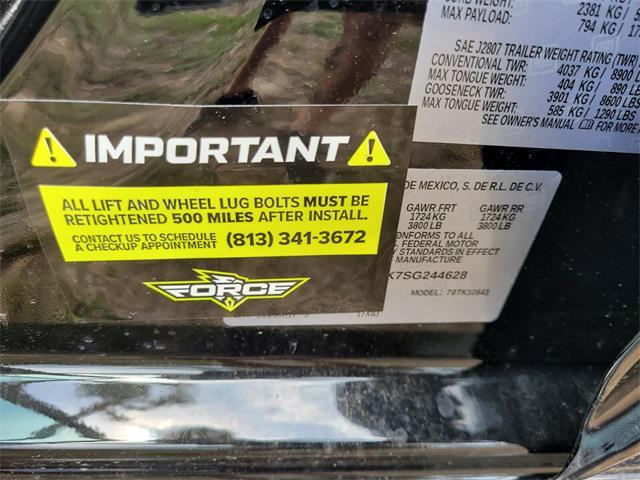 2381 KG /
MAX PAYLOAD: 794 KG /
SAE J2807 TRAILER WEIGHT RATING (TWR)
CONVENTIONAL TWR: 4037 KG / 8900
MAX TONGUE WEIGHT: 404 KG / 890 LBS
GOOSENECK TWR: 3901 KG / 8600 LBS
MAX TONGUE WEIGHT: 585 KG / 1290 LBS
SEE OWNER'S MANUAL FOR MORE
IMPORTANT
ALL LIFT AND WHEEL LUG BOLTS MUST BE
RETIGHTENED 500 MILES AFTER INSTALL.
CONTACT US TO SCHEDULE
A CHECKUP APPOINTMENT (813) 341-3672
FORCE
DE MEXICO, S. DE R.L. DE C.V.
GAWR FRT GAWR RR
1724 KG 1724 KG
3800 LB 3800 LB
CONFORMS TO ALL
. FEDERAL MOTOR
Y STANDARDS IN EFFECT
MANUFACTURE
K7SG244628
MODEL: